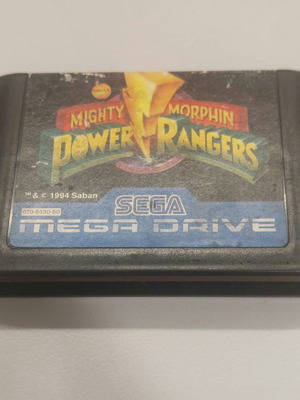 MIGHTY MORPHIN
POWER RANGERS
™ & © 1994 Saban
SEGA
MEGA DRIVE